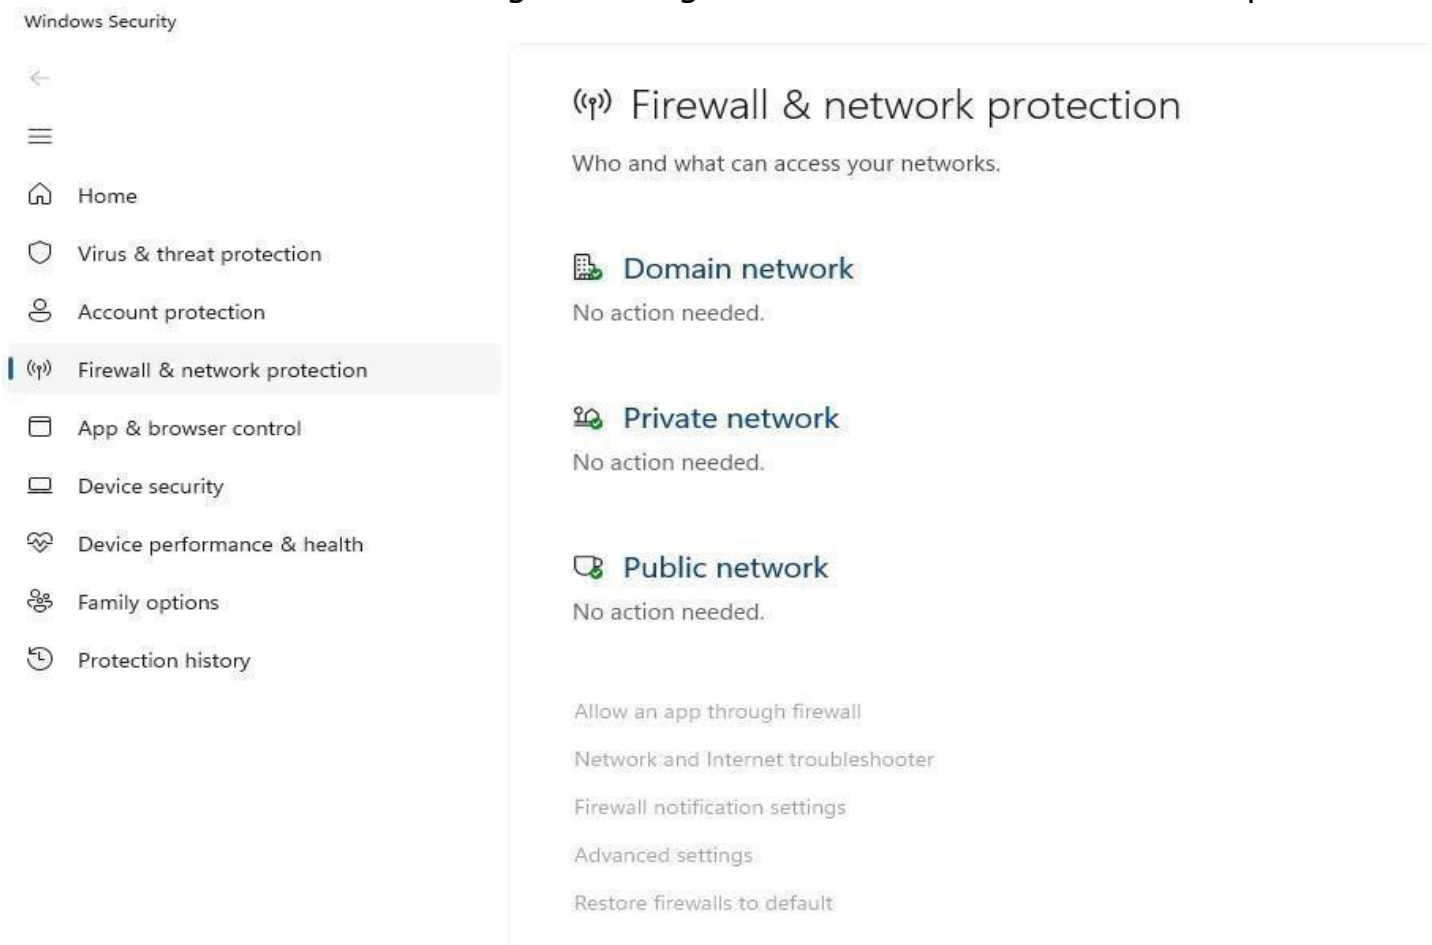 Windows Security
Home
Virus & threat protection
Account protection
Firewall & network protection
App & browser control
Device security
Device performance & health
Family options
Protection history
Firewall & network protection
Who and what can access your networks.
Domain network
No action needed.
Private network
No action needed.
Public network
No action needed.
Allow an app through firewall
Network and Internet troubleshooter
Firewall notification settings
Advanced settings
Restore firewalls to default